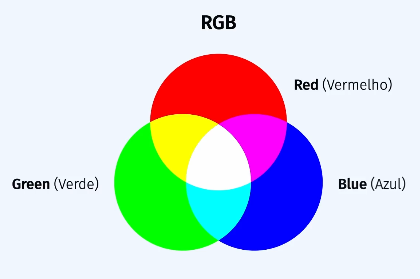 RGB
Red (Vermelho)
Green (Verde)
Blue (Azul)